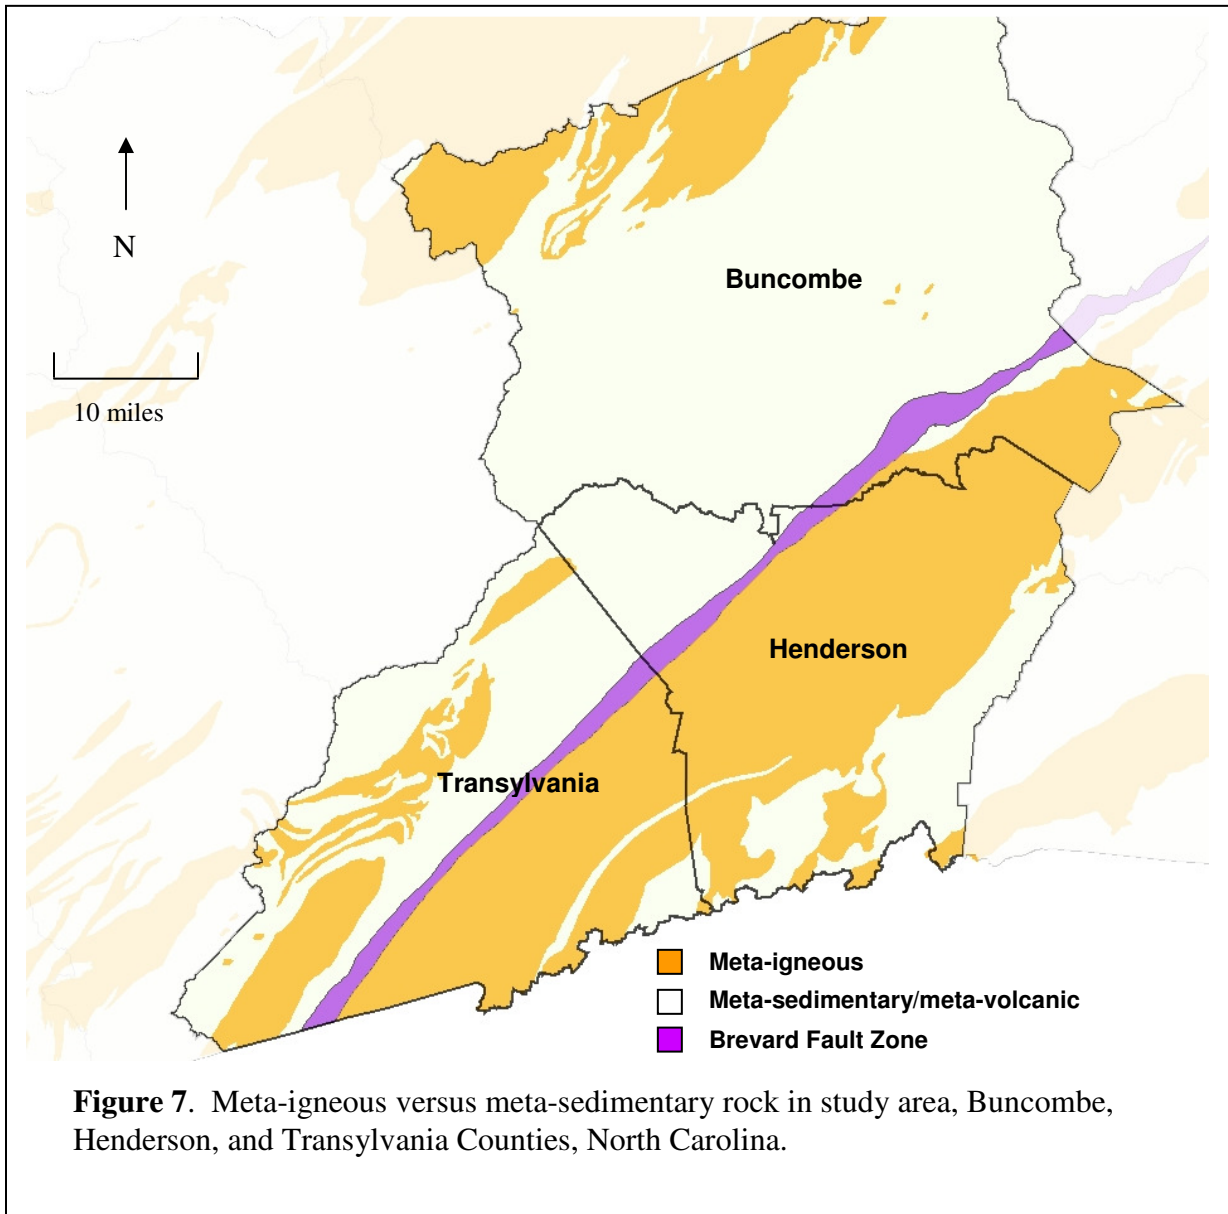 N
Buncombe
10 miles
Henderson
Transylvania
Meta-igneous
Meta-sedimentary/meta-volcanic
Brevard Fault Zone
Figure 7. Meta-igneous versus meta-sedimentary rock in study area, Buncombe,
Henderson, and Transylvania Counties, North Carolina.